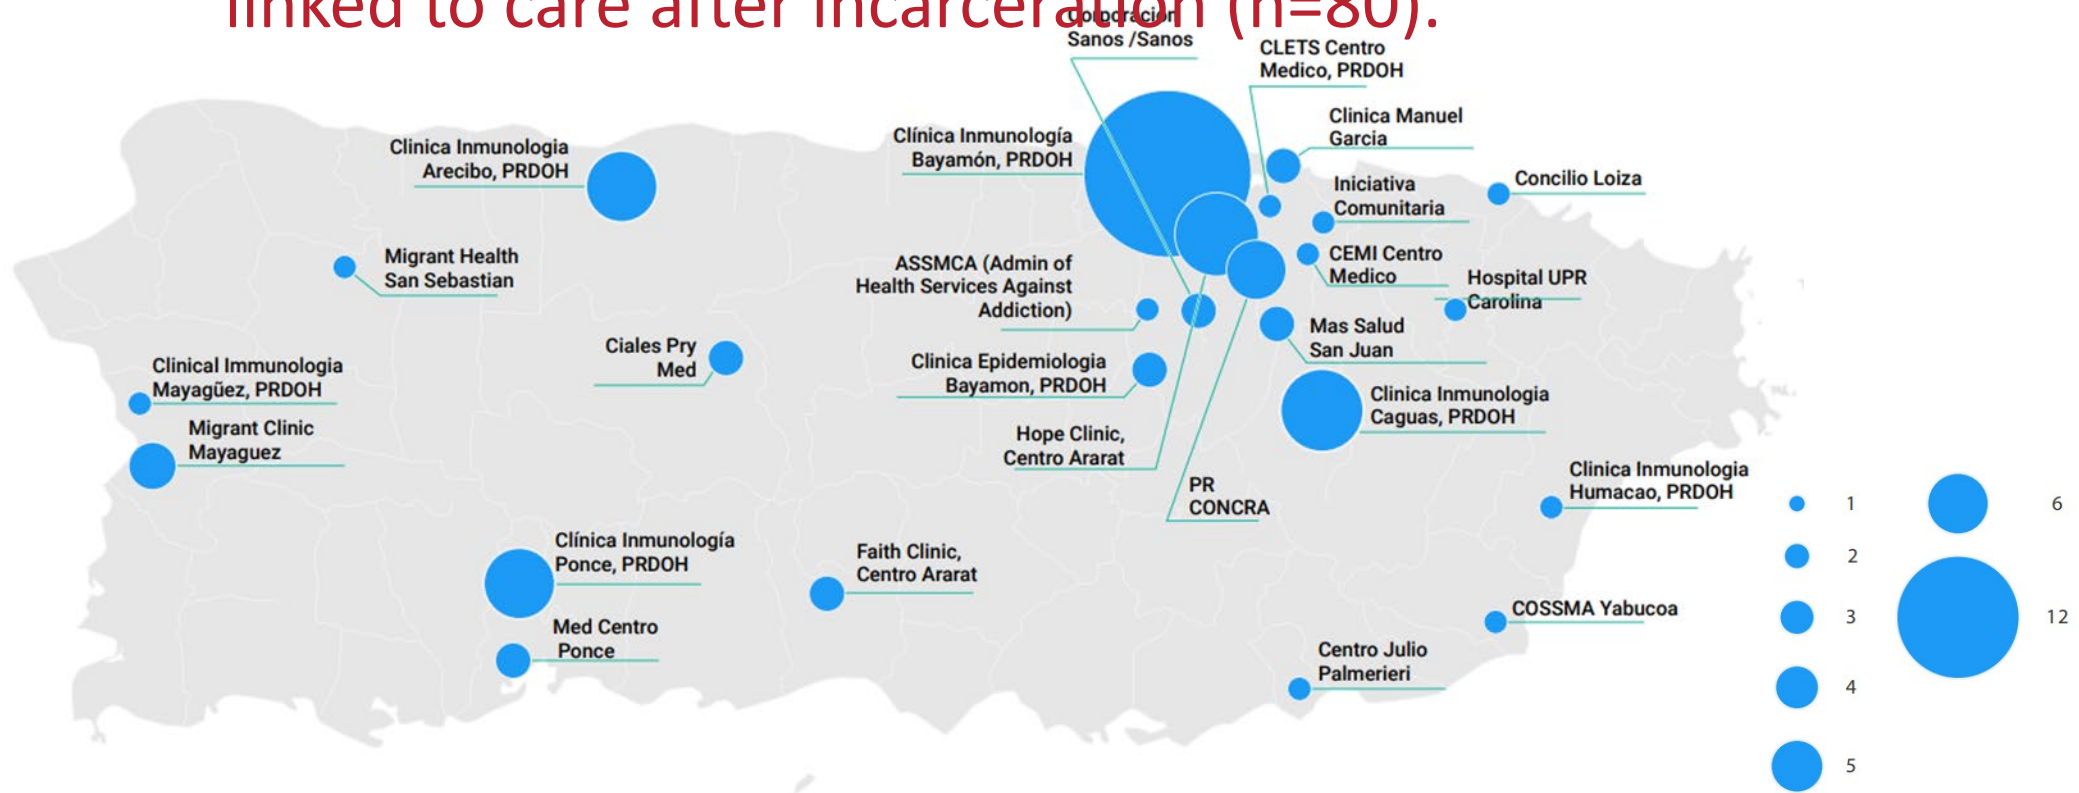 linked to care after incarceration (n=80).
Corporación
Sanos /Sanos
CLETS Centro
Medico, PRDOH
Clinica Manuel
Garcia
Clinica Inmunologia
Arecibo, PRDOH
Clínica Inmunología
Bayamón, PRDOH
Iniciativa
Comunitaria
Concilio Loiza
Migrant Health
San Sebastian
ASSMCA (Admin of
Health Services Against
Addiction)
CEMI Centro
Medico
Hospital UPR
Carolina
Ciales Pry
Med
Mas Salud
San Juan
Clinical Immunologia
Mayagüez, PRDOH
Clinica Epidemiologia
Bayamon, PRDOH
Clinica Inmunologia
Caguas, PRDOH
Migrant Clinic
Mayaguez
Hope Clinic,
Centro Ararat
PR
CONCRA
Clinica Inmunologia
Humacao, PRDOH
Clínica Inmunología
Ponce, PRDOH
Faith Clinic,
Centro Ararat
Med Centro
Ponce
COSSMA Yabucoa
Centro Julio
Palmerieri
1
2
3
4
5
6
12